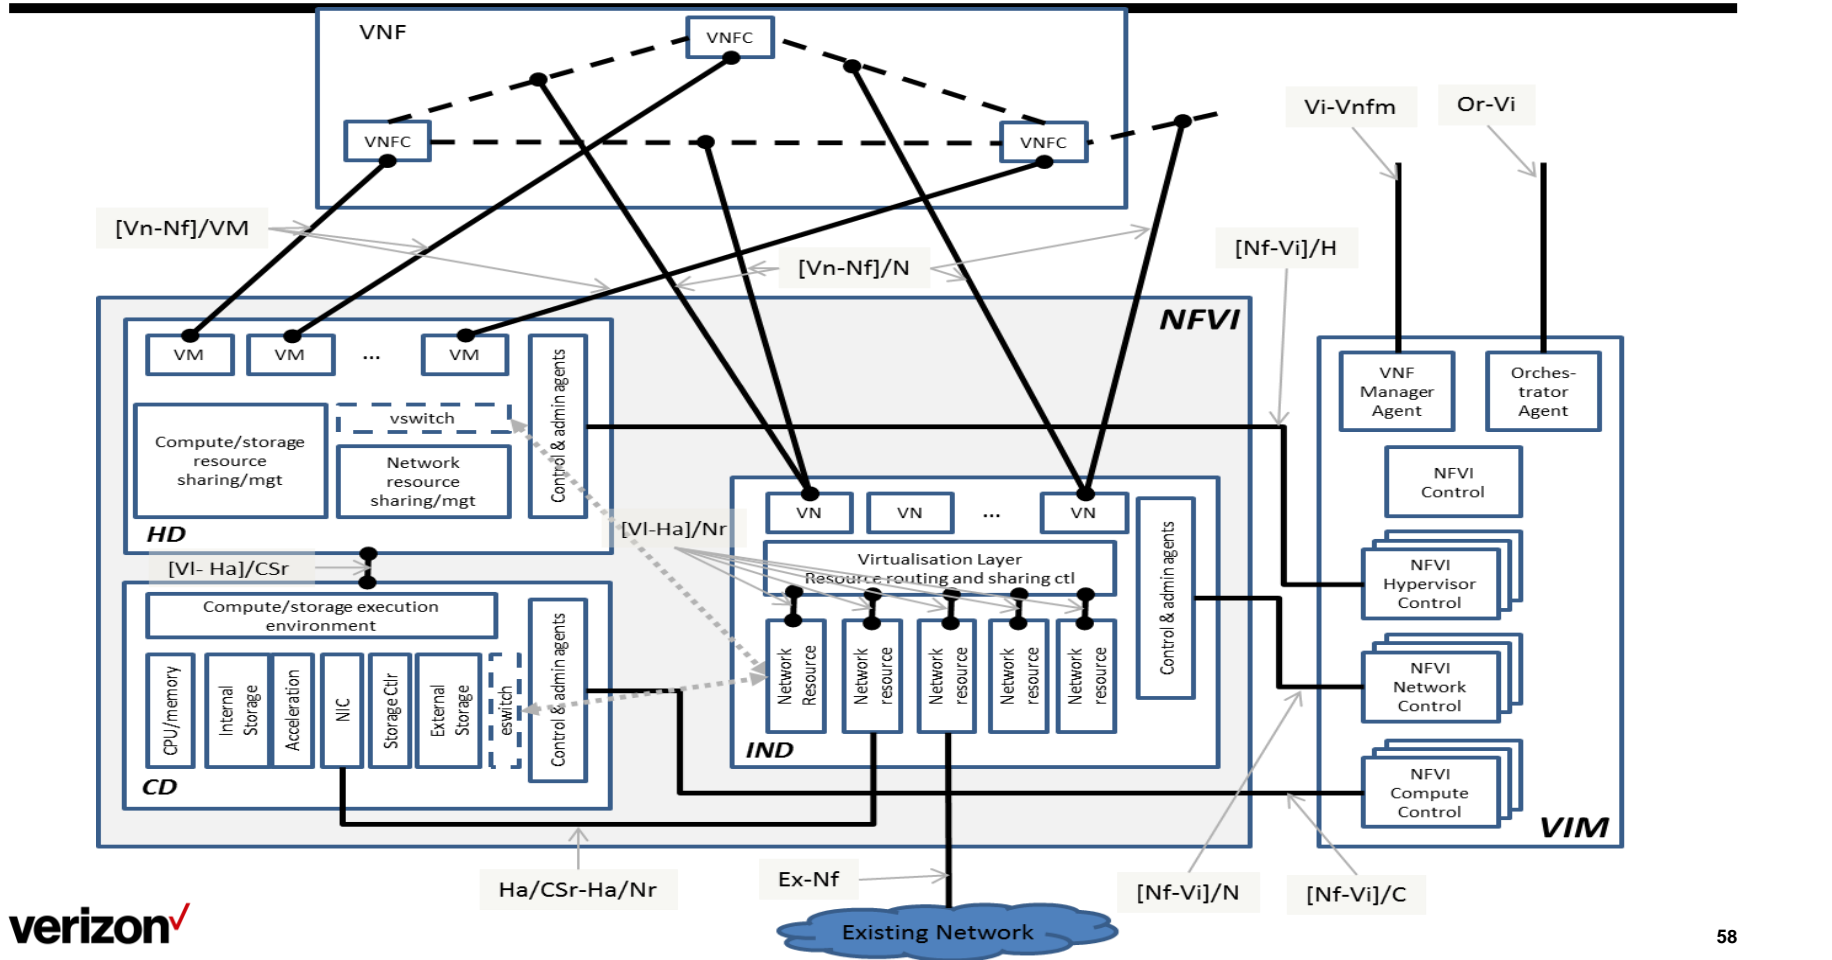 VNF
VNFC
VNFC
VNFC
Vi-Vnfm
Or-Vi
[Vn-Nf]/VM
[Vn-Nf]/N
[Nf-Vi]/H
NFVI
VM
VM
...
VM
Control & admin agents
vswitch
Compute/storage
resource
sharing/mgt
Network
resource
sharing/mgt
HD
[Vl- Ha]/CSr
Compute/storage execution
environment
CPU/memory
Internal
Storage
Acceleration
NIC
Storage Ctlr
External
Storage
eswitch
Control & admin agents
CD
[Vl-Ha]/Nr
VN
VN
...
VN
Virtualisation Layer
Resource routing and sharing ctl
Control & admin agents
Network
Resource
Network
resource
Network
resource
Network
resource
Network
resource
IND
VNF
Manager
Agent
Orches-
trator
Agent
NFVI
Control
NFVI
Hypervisor
Control
NFVI
Network
Control
NFVI
Compute
Control
VIM
Ha/CSr-Ha/Nr
Ex-Nf
[Nf-Vi]/N
[Nf-Vi]/C
Existing Network
verizon
58